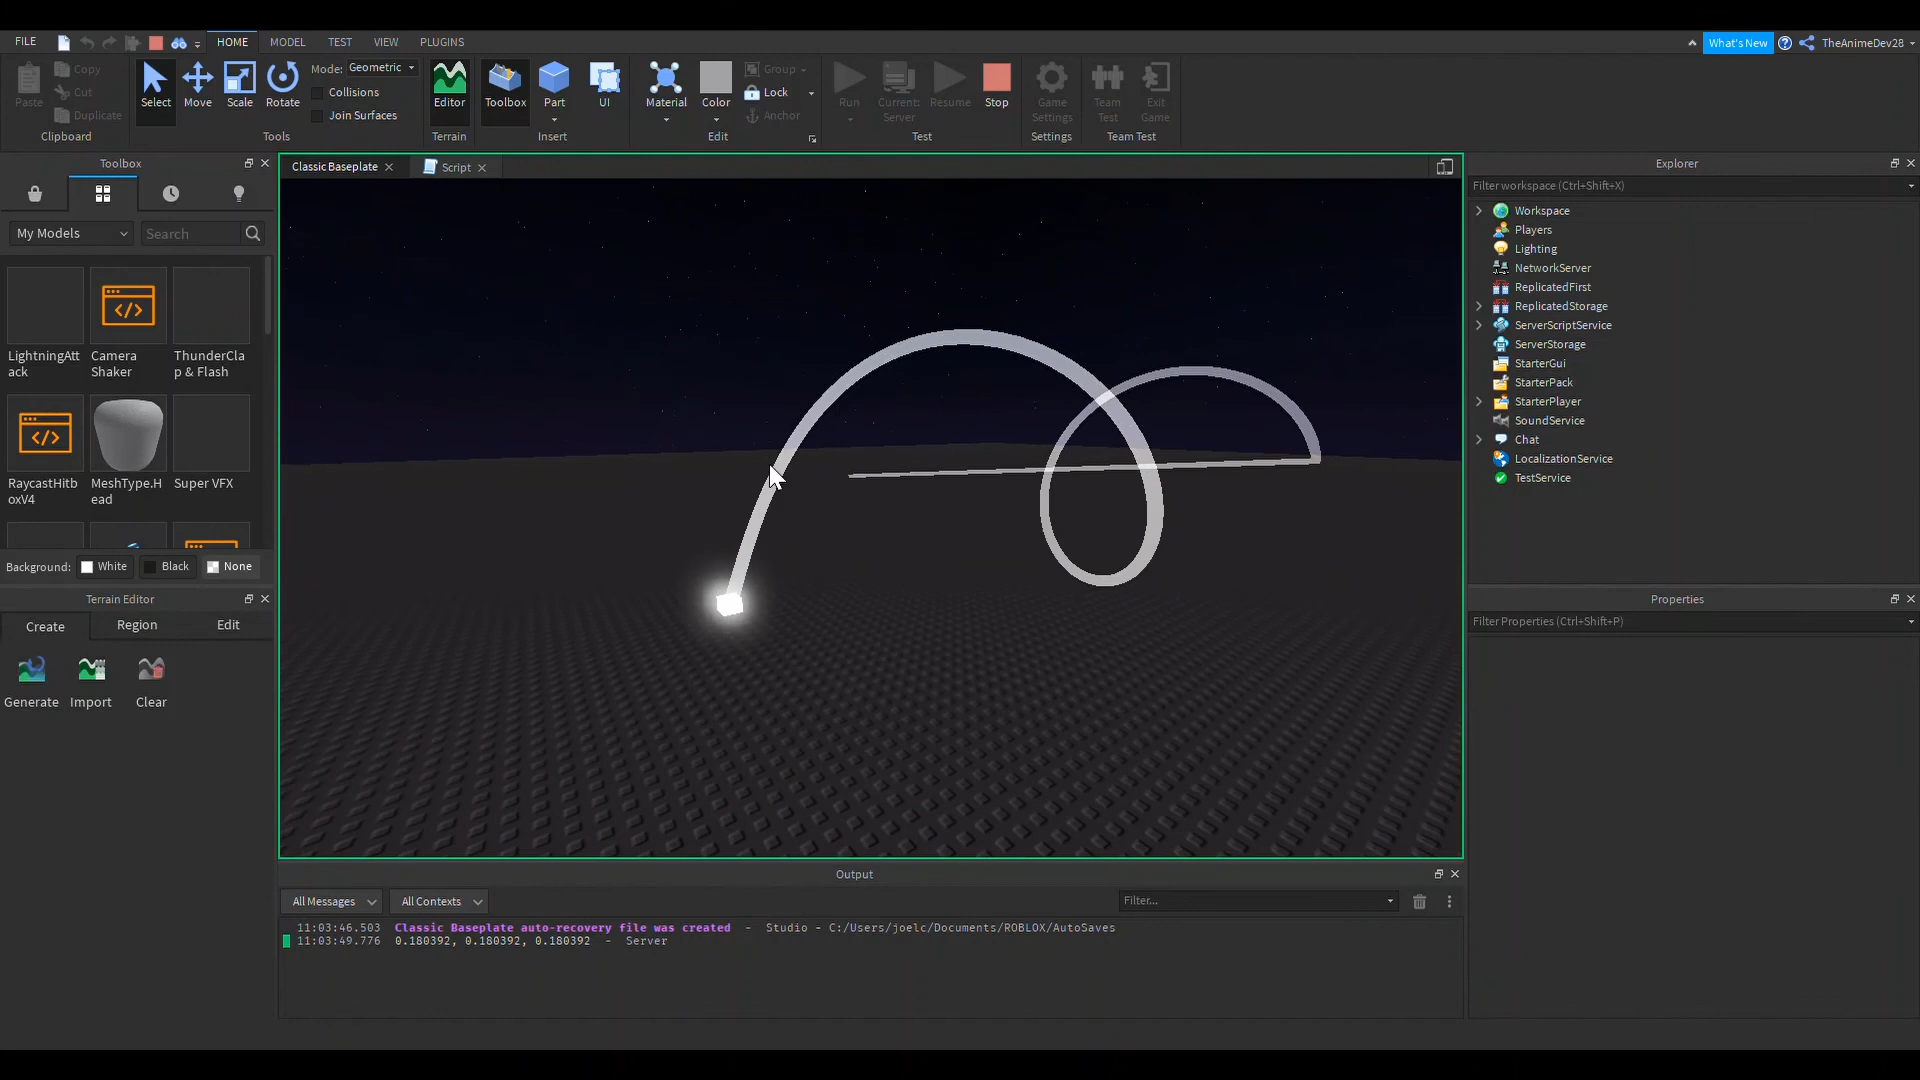 FILE HOME MODEL TEST VIEW PLUGINS What's New TheAnimeDev28
Paste Copy Cut Duplicate
Clipboard
Select Move Scale Rotate
Mode: Geometric
Collisions
Join Surfaces
Tools
Editor
Terrain
Toolbox Part UI
Insert
Material Color Group Lock Anchor
Edit
Run Current: Server Resume Stop
Test
Game Settings
Settings
Team Test Exit Game
Team Test
Toolbox
My Models Search
LightningAtt
ack
Camera
Shaker
ThunderCla
p & Flash
RaycastHitb
oxV4
MeshType.H
ead
Super VFX
Background: White Black None
Terrain Editor
Create Region Edit
Generate Import Clear
Classic Baseplate Script
Output
All Messages All Contexts Filter...
11:03:46.503 Classic Baseplate auto-recovery file was created - Studio - C:/Users/joelc/Documents/ROBLOX/AutoSaves
11:03:49.776 0.180392, 0.180392, 0.180392 - Server
Explorer
Filter workspace (Ctrl+Shift+X)
Workspace
Players
Lighting
NetworkServer
ReplicatedFirst
ReplicatedStorage
ServerScriptService
ServerStorage
StarterGui
StarterPack
StarterPlayer
SoundService
Chat
LocalizationService
TestService
Properties
Filter Properties (Ctrl+Shift+P)